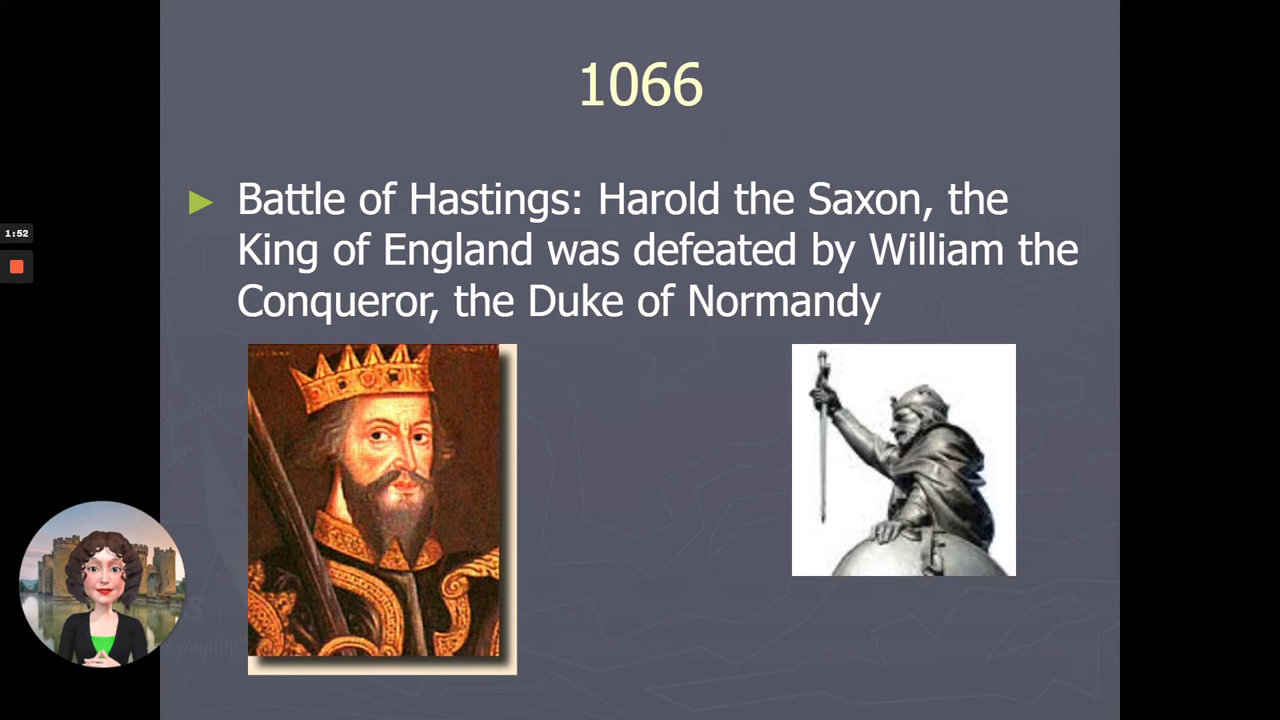 1066
► Battle of Hastings: Harold the Saxon, the
King of England was defeated by William the
Conqueror, the Duke of Normandy
1:52